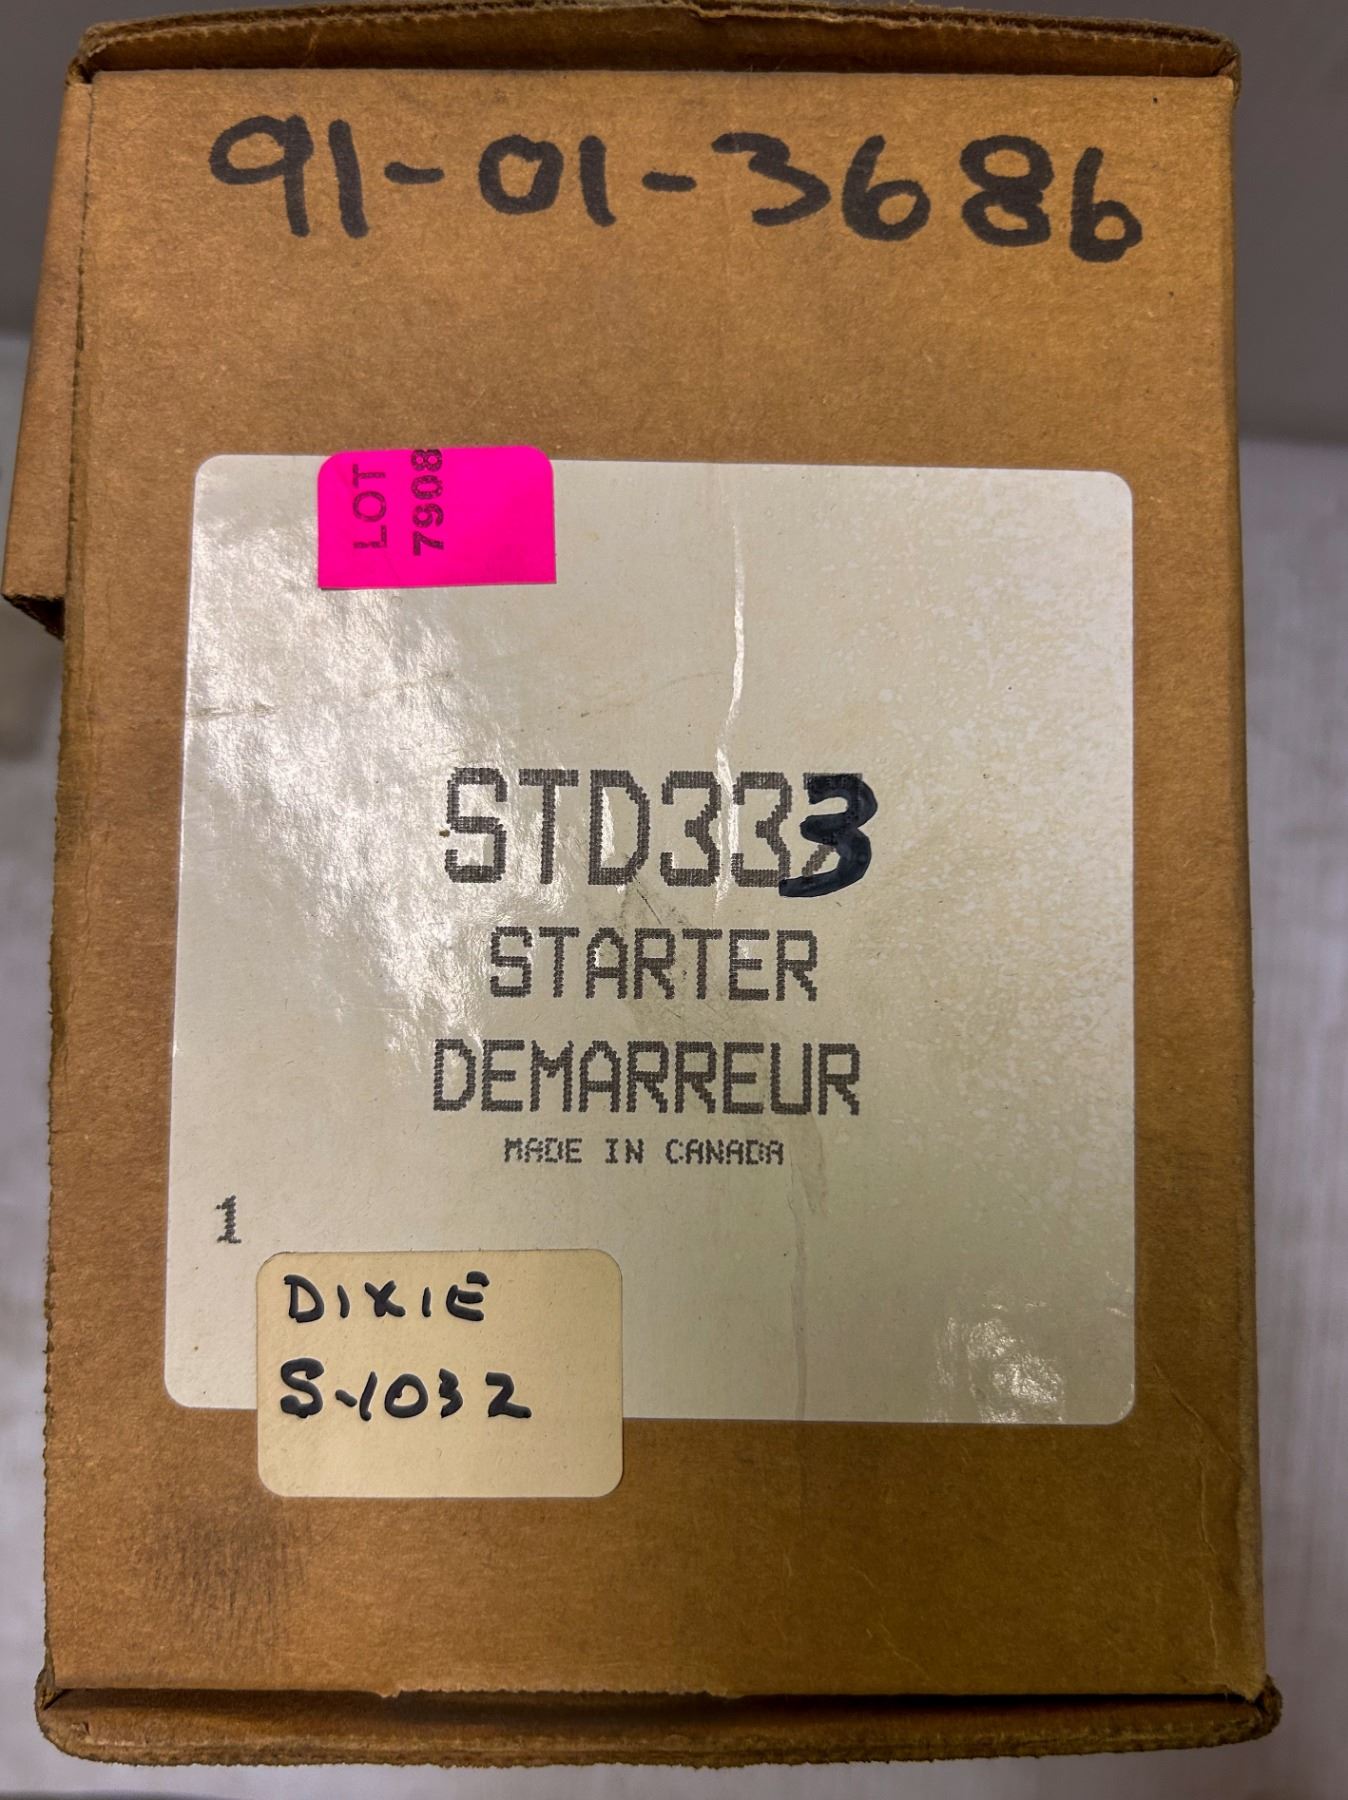 91-01-3686
LOT
7908
STD333
STARTER
DEMARREUR
MADE IN CANADA
1
DIXIE
S-1032